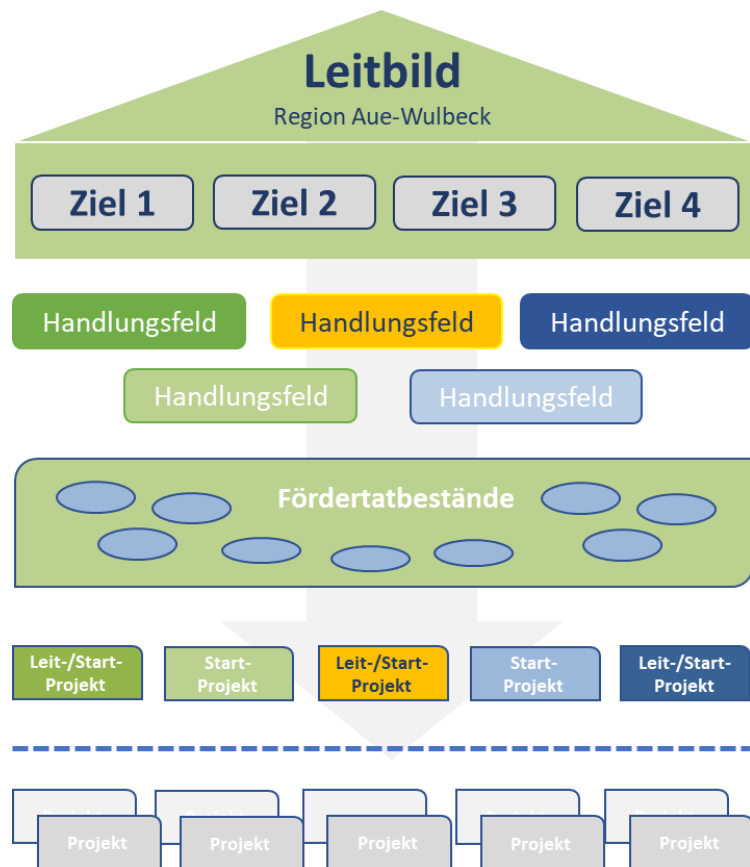 Leitbild
Region Aue-Wulbeck
Ziel 1
Ziel 2
Ziel 3
Ziel 4
Handlungsfeld
Handlungsfeld
Handlungsfeld
Handlungsfeld
Handlungsfeld
Fördertatbestände
Leit-/Start-
Projekt
Start-
Projekt
Leit-/Start-
Projekt
Start-
Projekt
Leit-/Start-
Projekt
Projekt
Projekt
Projekt
Projekt
Projekt